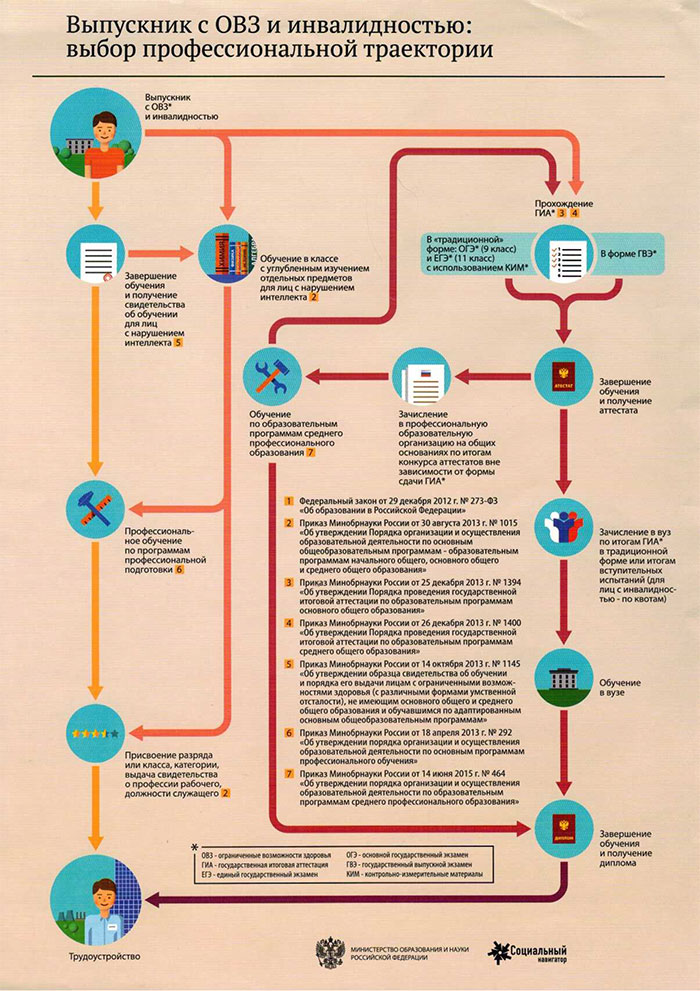 Выпускник с ОВЗ и инвалидностью:
выбор профессиональной траектории
Выпускник
с ОВЗ*
и инвалидностью
Прохождение
ГИА* 3 4
В «традиционной»
форме: ОГЭ* (9 класс)
и ЕГЭ* (11 класс)
с использованием КИМ*
В форме ГВЭ*
Завершение
обучения
и получение
свидетельства
об обучении
для лиц
с нарушением
интеллекта 5
Обучение в классе
с углубленным изучением
отдельных предметов
для лиц с нарушением
интеллекта 2
Обучение
по образовательным
программам среднего
профессионального
образования 7
Зачисление
в профессиональную
образовательную
организацию на общих
основаниях по итогам
конкурса аттестатов вне
зависимости от формы
сдачи ГИА*
АТТЕСТАТ
Завершение
обучения
и получение
аттестата
Профессиональ-
ное обучение
по программам
профессиональной
подготовки 6
Зачисление в вуз
по итогам ГИА*
в традиционной
форме или итогам
вступительных
испытаний (для
лиц с инвалиднос-
тью - по квотам)
1 Федеральный закон от 29 декабря 2012 г. № 273-ФЗ
«Об образовании в Российской Федерации»
2 Приказ Минобрнауки России от 30 августа 2013 г. № 1015
«Об утверждении Порядка организации и осуществления
образовательной деятельности по основным
общеобразовательным программам - образовательным
программам начального общего, основного общего
и среднего общего образования»
3 Приказ Минобрнауки России от 25 декабря 2013 г. № 1394
«Об утверждении Порядка проведения государственной
итоговой аттестации по образовательным программам
основного общего образования»
4 Приказ Минобрнауки России от 26 декабря 2013 г. № 1400
«Об утверждении Порядка проведения государственной
итоговой аттестации по образовательным программам
среднего общего образования»
5 Приказ Минобрнауки России от 14 октября 2013 г. № 1145
«Об утверждении образца свидетельства об обучении
и порядка его выдачи лицам с ограниченными возмож-
ностями здоровья (с различными формами умственной
отсталости), не имеющим основного общего и среднего
общего образования и обучавшимся по адаптированным
основным общеобразовательным программам»
6 Приказ Минобрнауки России от 18 апреля 2013 г. № 292
«Об утверждении порядка организации и осуществления
образовательной деятельности по основным программам
профессионального обучения»
7 Приказ Минобрнауки России от 14 июня 2015 г. № 464
«Об утверждении порядка организации и осуществления
образовательной деятельности по образовательным
программам среднего профессионального образования»
Обучение
в вузе
Присвоение разряда
или класса, категории,
выдача свидетельства
о профессии рабочего,
должности служащего 2
ДИПЛОМ
Завершение
обучения
и получение
диплома
* ОВЗ - ограниченные возможности здоровья
ГИА - государственная итоговая аттестация
ЕГЭ - единый государственный экзамен
ОГЭ - основной государственный экзамен
ГВЭ - государственный выпускной экзамен
КИМ - контрольно-измерительные материалы
Трудоустройство
МИНИСТЕРСТВО ОБРАЗОВАНИЯ И НАУКИ
РОССИЙСКОЙ ФЕДЕРАЦИИ
Социальный
навигатор